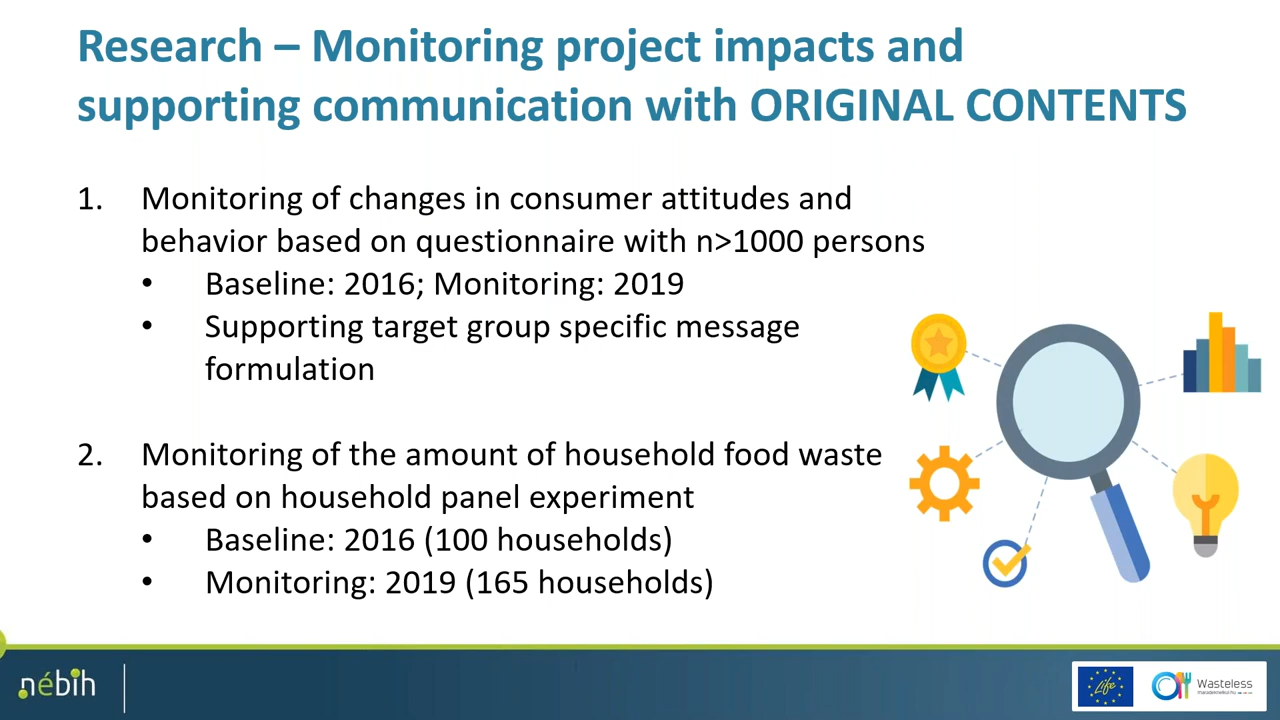 Research – Monitoring project impacts and
supporting communication with ORIGINAL CONTENTS
1. Monitoring of changes in consumer attitudes and
behavior based on questionnaire with n>1000 persons
• Baseline: 2016; Monitoring: 2019
• Supporting target group specific message
formulation
2. Monitoring of the amount of household food waste
based on household panel experiment
• Baseline: 2016 (100 households)
• Monitoring: 2019 (165 households)
nébih
Life
Wasteless